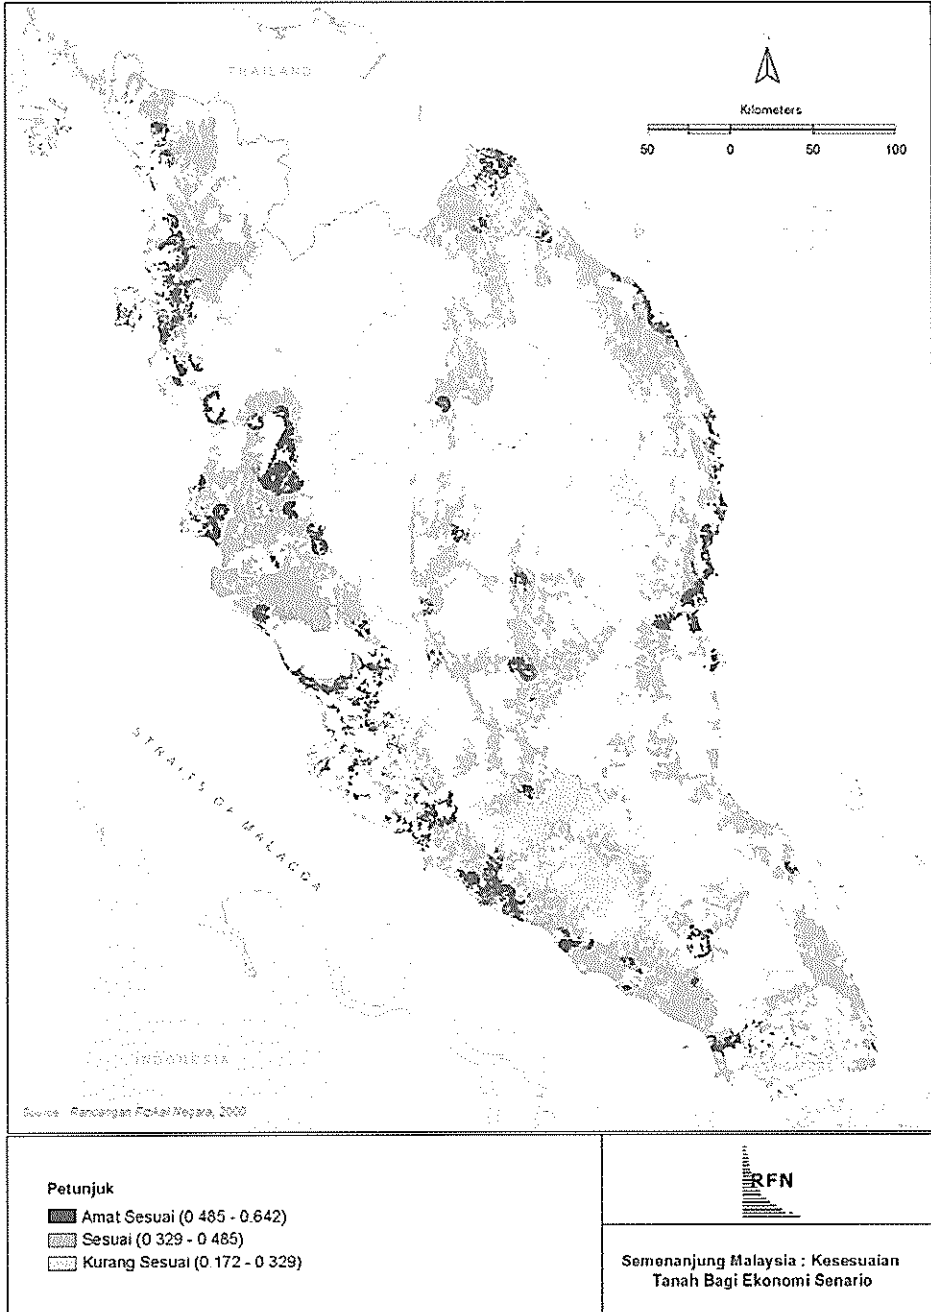 THAILAND
Kilometers
50 0 50 100
STRAITS OF MALACCA
INDONESIA
Source : Rancangan Fizikal Negara,
Petunjuk
Amat Sesuai (0 485 - 0.642)
Sesuai (0 329 - 0 485)
Kurang Sesuai (0.172 - 0 329)
RFN
Semenanjung Malaysia : Kesesuaian
Tanah Bagi Ekonomi Senario